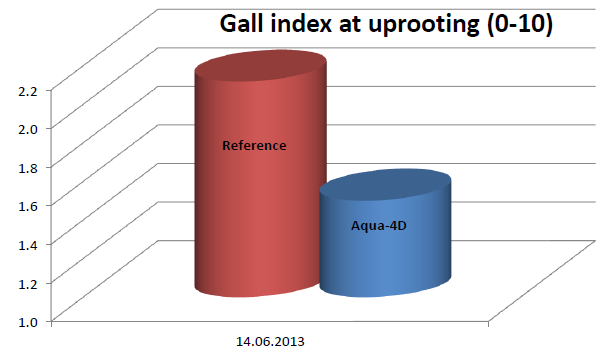 Gall index at uprooting (0-10)
2.2
2.0
1.8
1.6
1.4
1.2
1.0
Reference
Aqua-4D
14.06.2013